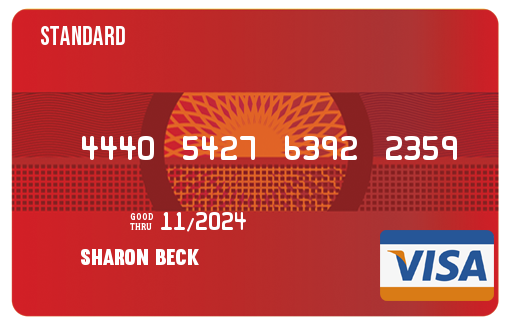 STANDARD
4440 5427 6392 2359
GOOD
THRU 11/2024
SHARON BECK
VISA